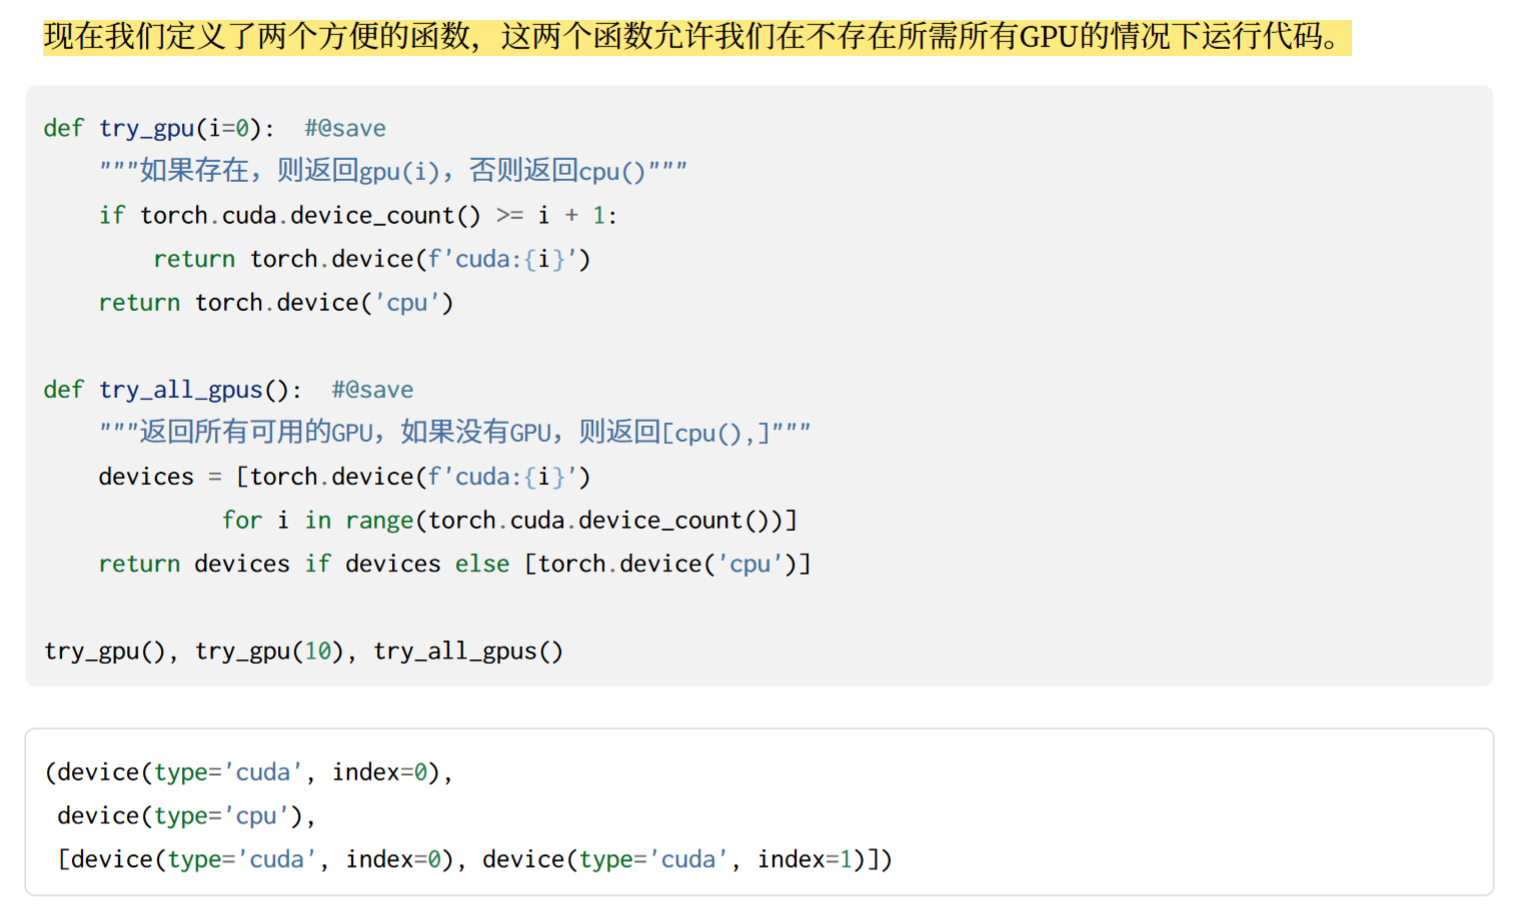 现在我们定义了两个方便的函数，这两个函数允许我们在不存在所需所有GPU的情况下运行代码。
def try_gpu(i=0):  #@save
    """如果存在，则返回gpu(i)，否则返回cpu()"""
    if torch.cuda.device_count() >= i + 1:
        return torch.device(f'cuda:{i}')
    return torch.device('cpu')
def try_all_gpus():  #@save
    """返回所有可用的GPU，如果没有GPU，则返回[cpu(),]"""
    devices = [torch.device(f'cuda:{i}')
             for i in range(torch.cuda.device_count())]
    return devices if devices else [torch.device('cpu')]
try_gpu(), try_gpu(10), try_all_gpus()
(device(type='cuda', index=0),
 device(type='cpu'),
 [device(type='cuda', index=0), device(type='cuda', index=1)])